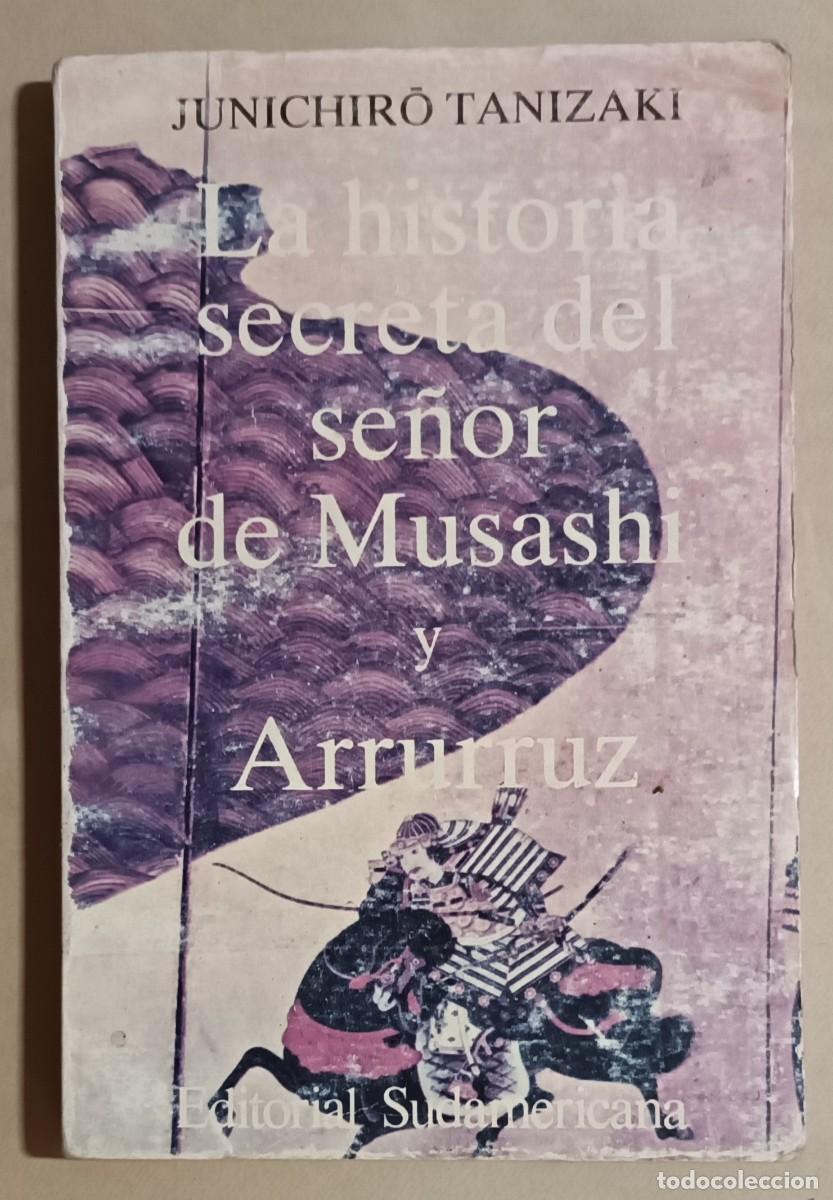 JUNICHIRŌ TANIZAKI
La historia
secreta del
señor
de Musashi
y
Arrurruz
Editorial Sudamericana
todocoleccion